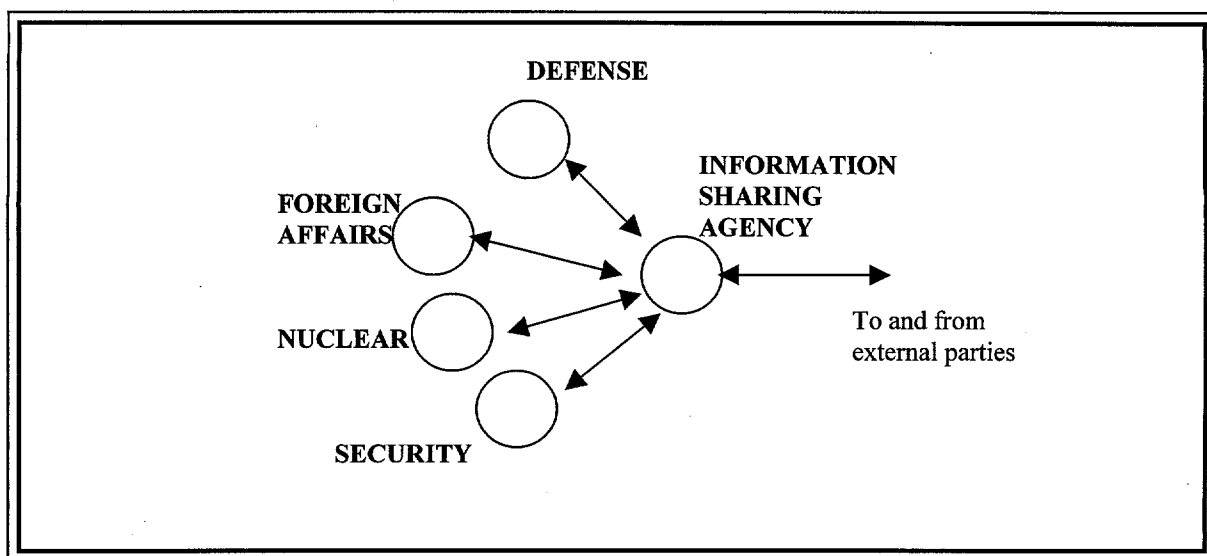 DEFENSE
INFORMATION
SHARING
AGENCY
FOREIGN
AFFAIRS
NUCLEAR
SECURITY
To and from
external parties